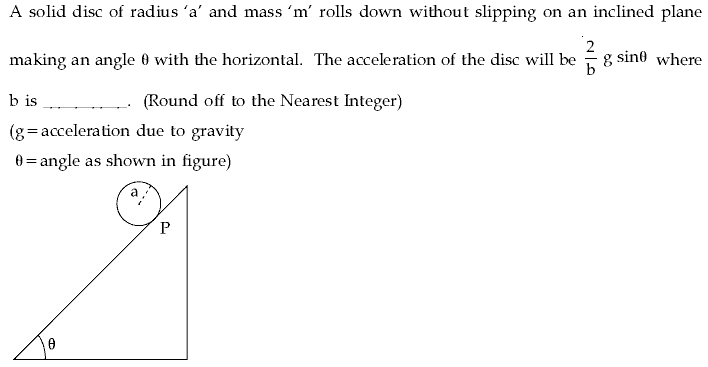 A solid disc of radius 'a' and mass 'm' rolls down without slipping on an inclined plane
making an angle θ with the horizontal. The acceleration of the disc will be 2/b g sinθ where
b is ________. (Round off to the Nearest Integer)
(g=acceleration due to gravity
θ=angle as shown in figure)
a
P
θ